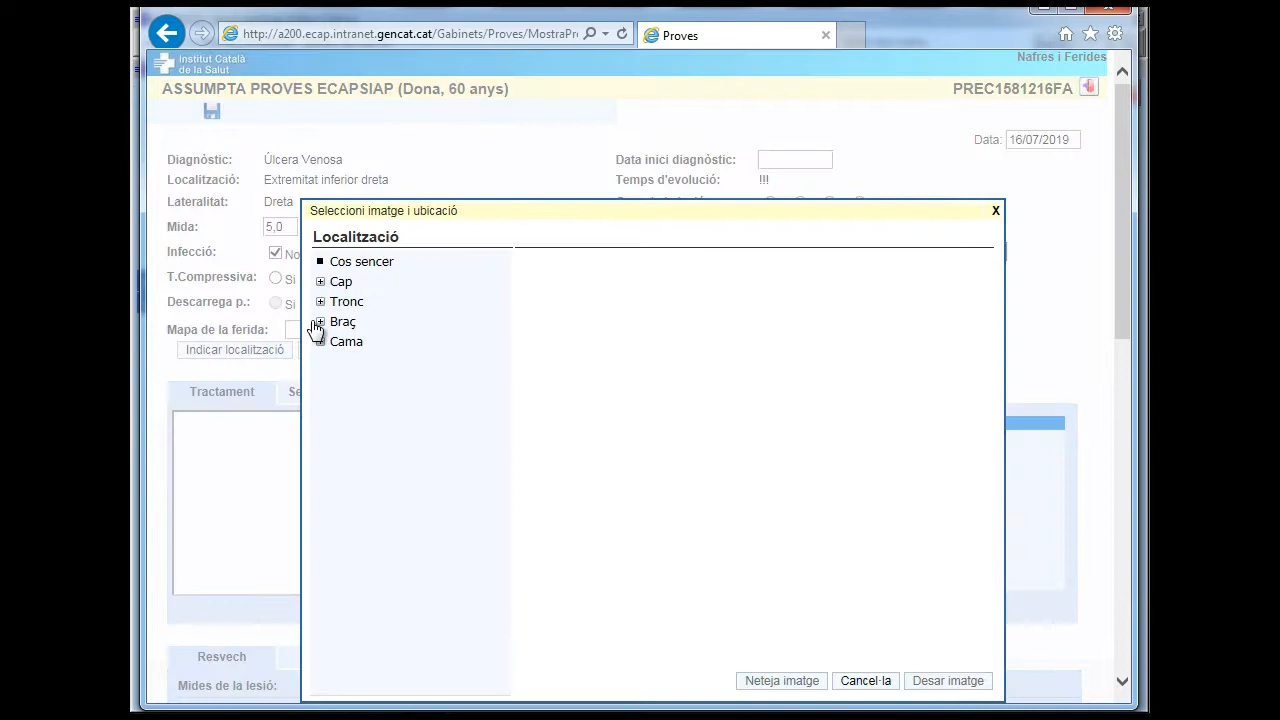 http://a200.ecap.intranet.gencat.cat/Gabinets/Proves/MostraPr
Proves
Institut Català
de la Salut
Nafres i Ferides
ASSUMPTA PROVES ECAPSIAP (Dona, 60 anys)
PREC1581216FA
Data: 16/07/2019
Diagnòstic: Úlcera Venosa
Data inici diagnòstic:
Localització: Extremitat inferior dreta
Temps d'evolució: !!!
Lateralitat: Dreta
Mida: 5,0
Infecció: No
T.Compressiva: Si
Descarrega p.: Si
Mapa de la ferida:
Indicar localització
Tractament
Se
Resvech
Mides de la lesió:
Seleccioni imatge i ubicació
X
Localització
Cos sencer
Cap
Tronc
Braç
Cama
Neteja imatge
Cancel·la
Desar imatge